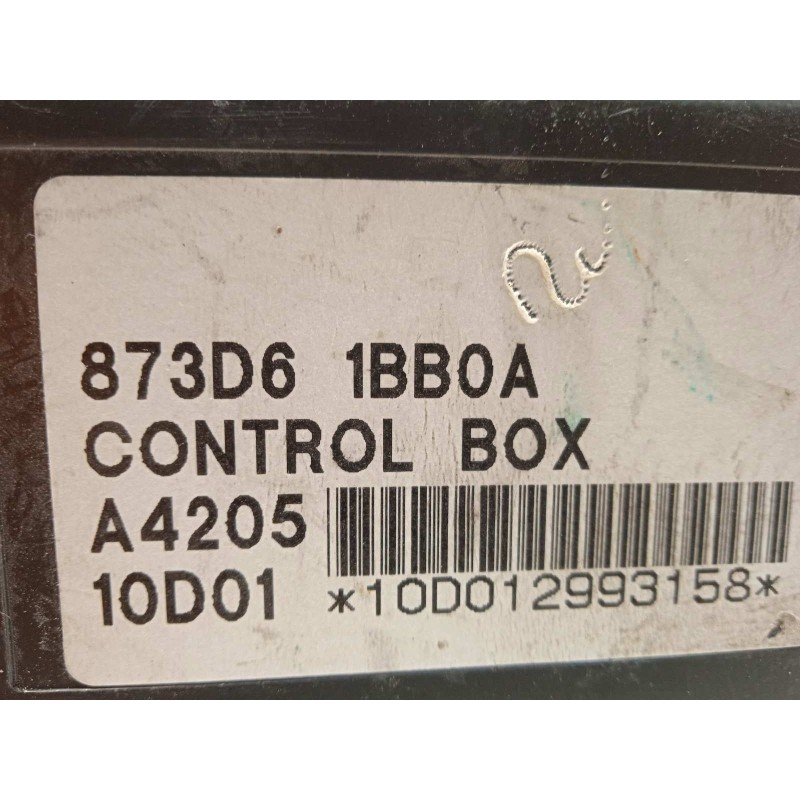 873D6 1BB0A
CONTROL BOX
A4205
10D01 *10D012993158*